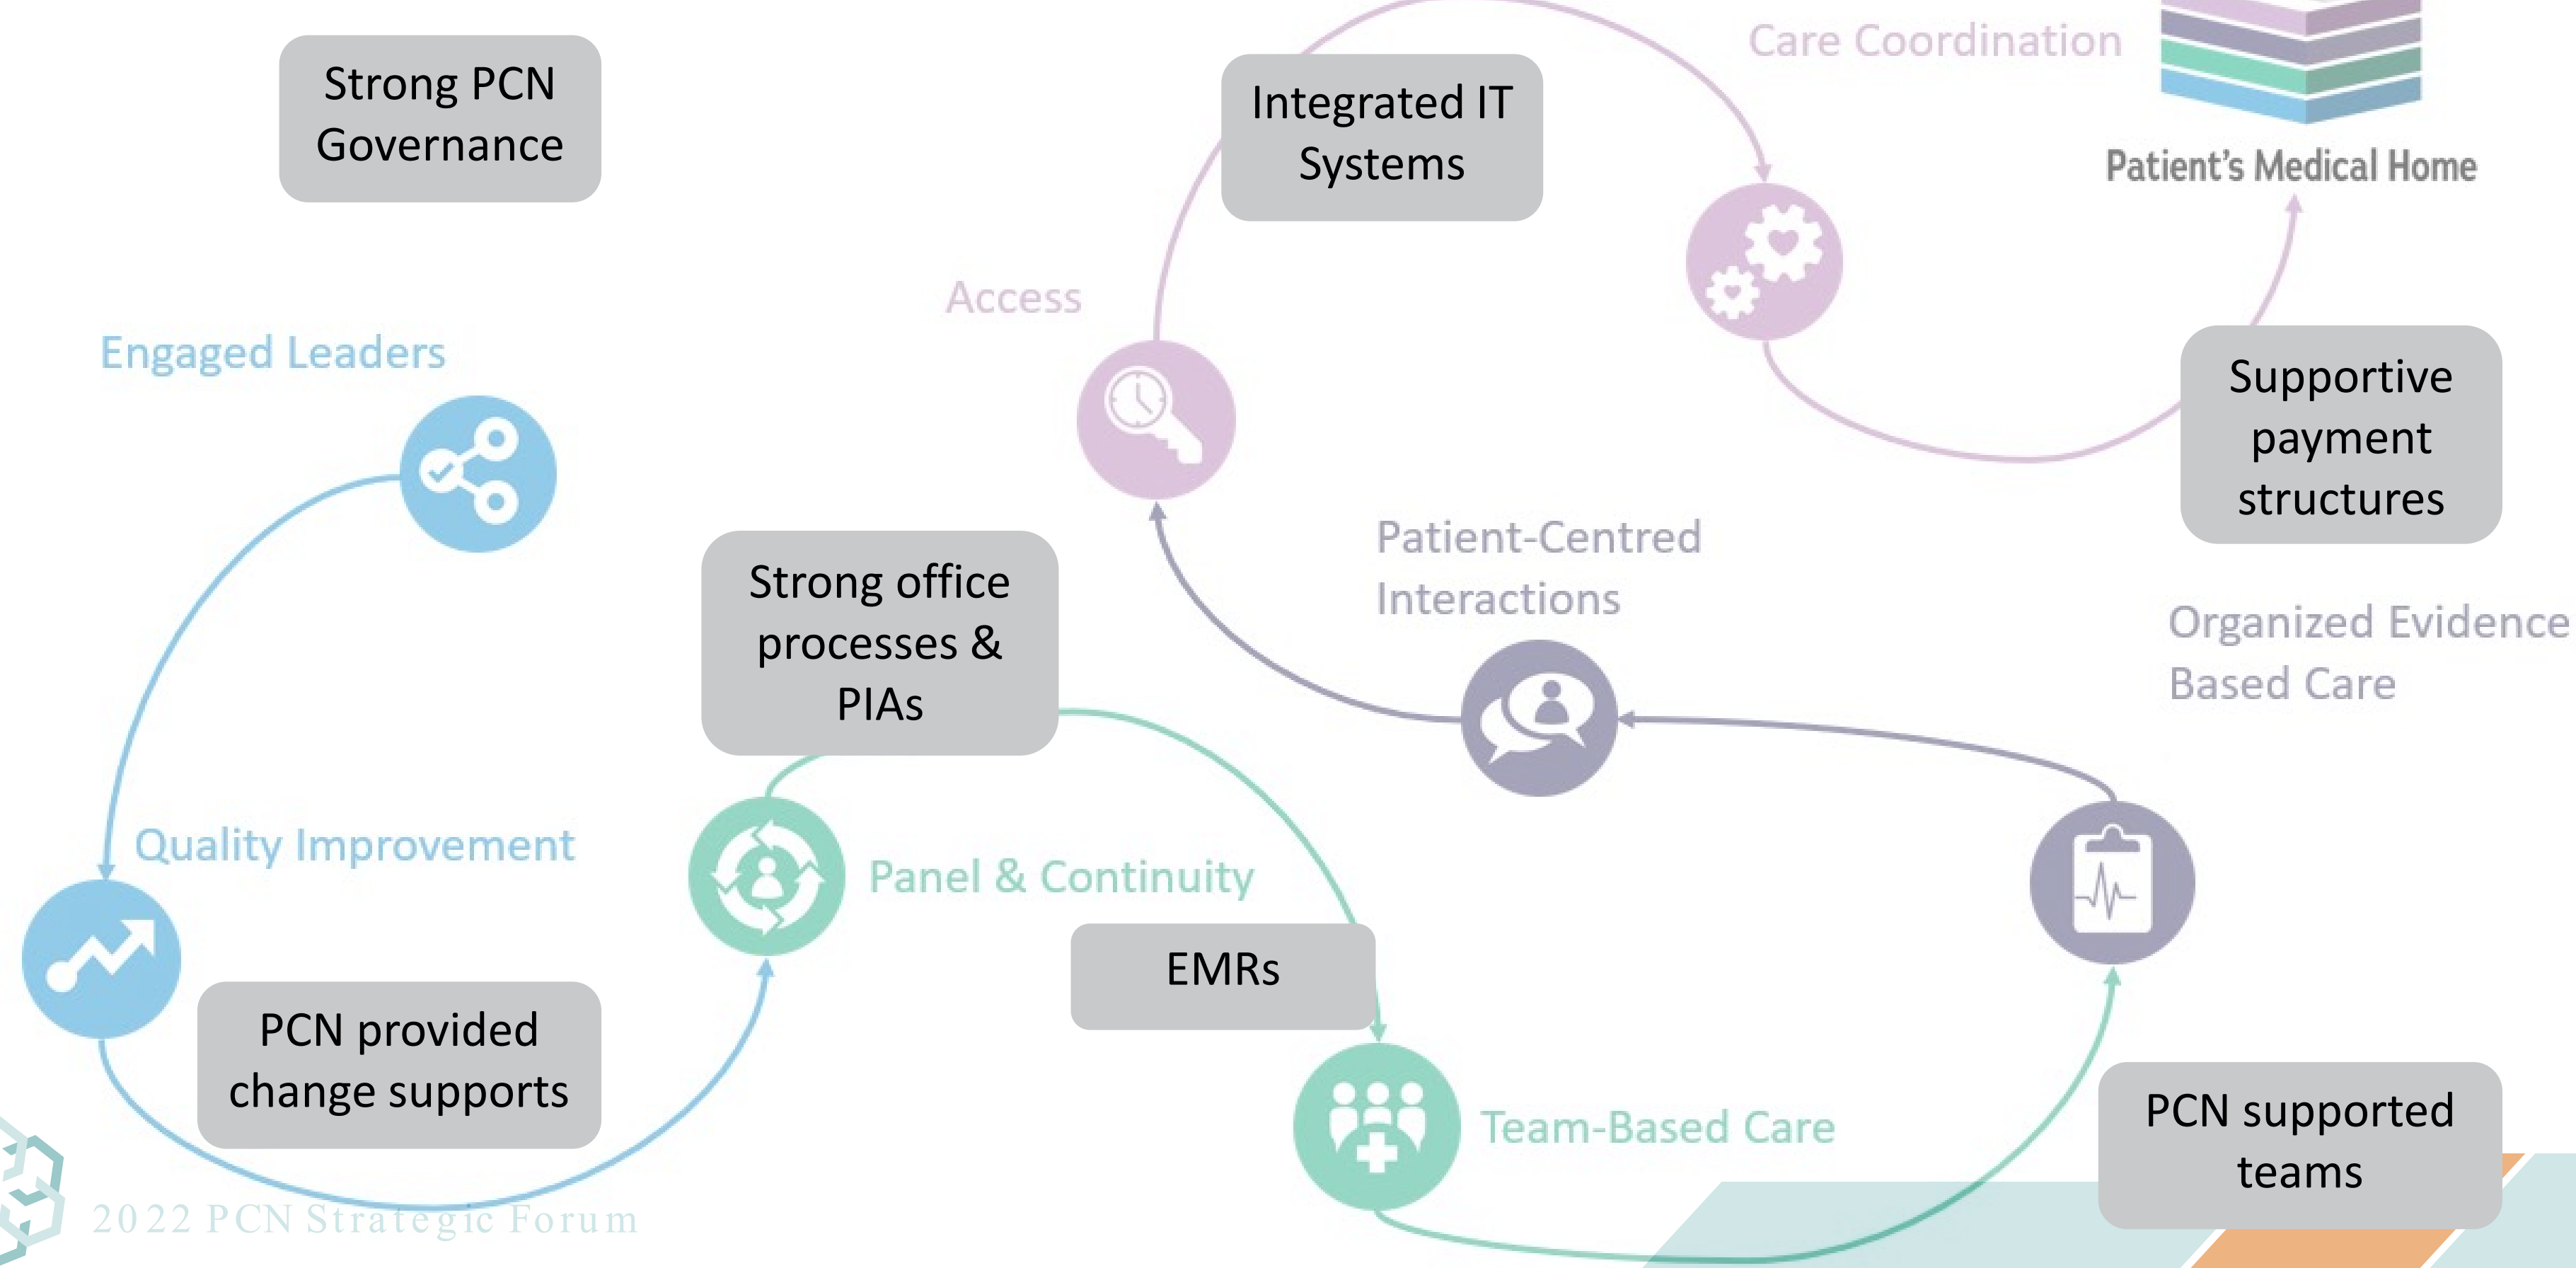 Strong PCN
Governance
Integrated IT
Systems
Care Coordination
Patient's Medical Home
Access
Engaged Leaders
Supportive
payment
structures
Patient-Centred
Interactions
Strong office
processes &
PIAs
Organized Evidence
Based Care
Quality Improvement
Panel & Continuity
EMRs
PCN provided
change supports
Team-Based Care
PCN supported
teams
2022 PCN Strategic Forum